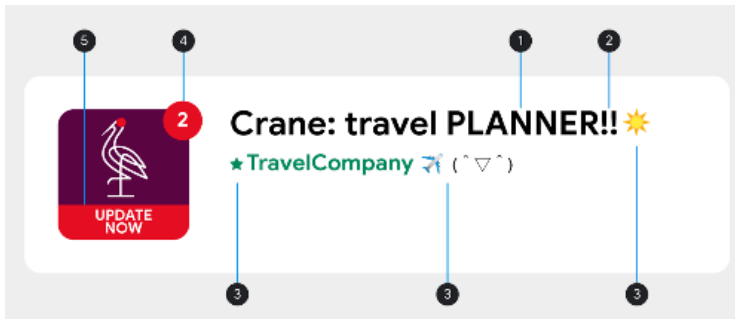 5 4 1 2
2
Crane: travel PLANNER!!☀️
★TravelCompany ✈️ (ˆ▽ˆ)
UPDATE
NOW
3 3 3